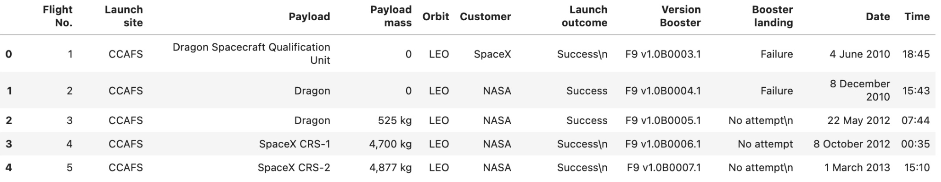 Flight No. Launch site Payload Payload mass Orbit Customer Launch outcome Version Booster Booster landing Date Time
0 1 CCAFS Dragon Spacecraft Qualification Unit 0 LEO SpaceX Success\n F9 v1.0B0003.1 Failure 4 June 2010 18:45
1 2 CCAFS Dragon 0 LEO NASA Success F9 v1.0B0004.1 Failure 8 December 2010 15:43
2 3 CCAFS Dragon 525 kg LEO NASA Success F9 v1.0B0005.1 No attempt\n 22 May 2012 07:44
3 4 CCAFS SpaceX CRS-1 4,700 kg LEO NASA Success\n F9 v1.0B0006.1 No attempt 8 October 2012 00:35
4 5 CCAFS SpaceX CRS-2 4,877 kg LEO NASA Success\n F9 v1.0B0007.1 No attempt\n 1 March 2013 15:10